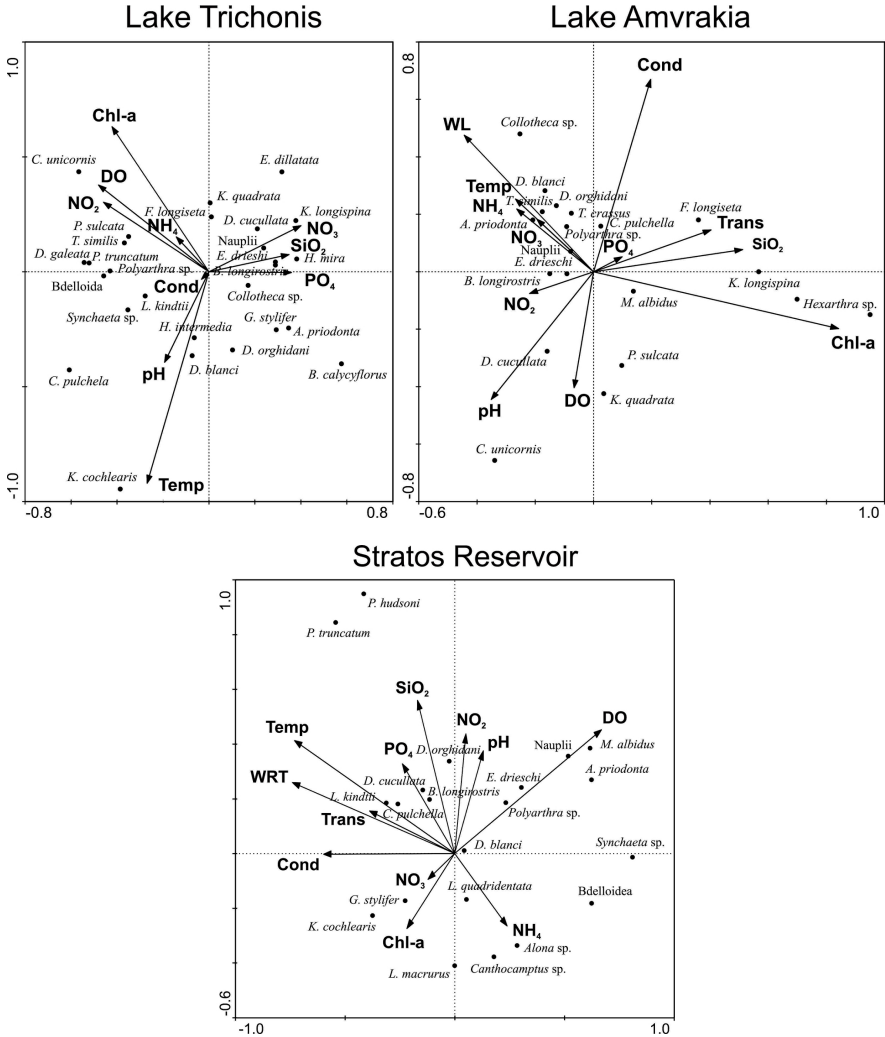 Lake Trichonis
Lake Amvrakia
1.0
Chl-a
C. unicornis
DO
E. dillatata
NO2
K. quadrata
F. longiseta
K. longispina
D. cucullata
NO3
NH4
P. sulcata
Nauplii
SiO2
T. similis
E. drieshi
H. mira
D. galeata
P. truncatum
Polyarthra sp.
B. longirostris
PO4
Bdelloida
Cond
Collotheca sp.
L. kindtii
Synchaeta sp.
G. stylifer
H. intermedia
A. priodonta
D. orghidani
pH
D. blanci
B. calycyflorus
C. pulchela
K. cochlearis
Temp
-1.0
-0.8
0.8
0.8
Cond
WL
Collotheca sp.
D. blanci
Temp
T. similis
D. orghidani
NH4
T. crassus
F. longiseta
A. priodonta
C. pulchella
Trans
Polyarthra sp.
NO3
Nauplii
PO4
SiO2
E. drieschi
B. longirostris
K. longispina
NO2
M. albidus
Hexarthra sp.
Chl-a
D. cucullata
P. sulcata
DO
K. quadrata
pH
C. unicornis
-0.8
-0.6
1.0
Stratos Reservoir
1.0
P. hudsoni
P. truncatum
SiO2
NO2
DO
Temp
pH
Nauplii
M. albidus
PO4
D. orghidani
WRT
E. drieschi
A. priodonta
D. cucullata
B. longirostris
L. kindtii
C. pulchella
Polyarthra sp.
Trans
D. blanci
Synchaeta sp.
Cond
NO3
L. quadridentata
Bdelloidea
G. stylifer
K. cochlearis
NH4
Chl-a
Alona sp.
L. macrurus
Canthocamptus sp.
-0.6
-1.0
1.0